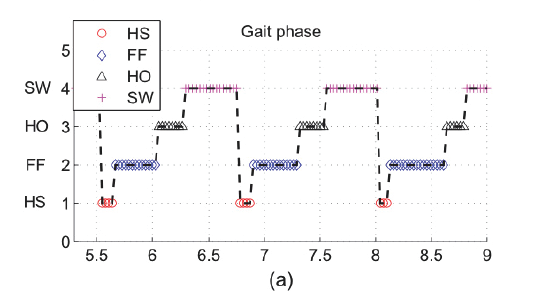 Gait phase
HS
FF
HO
SW
5
SW 4
HO 3
FF 2
HS 1
0
5.5 6 6.5 7 7.5 8 8.5 9
(a)